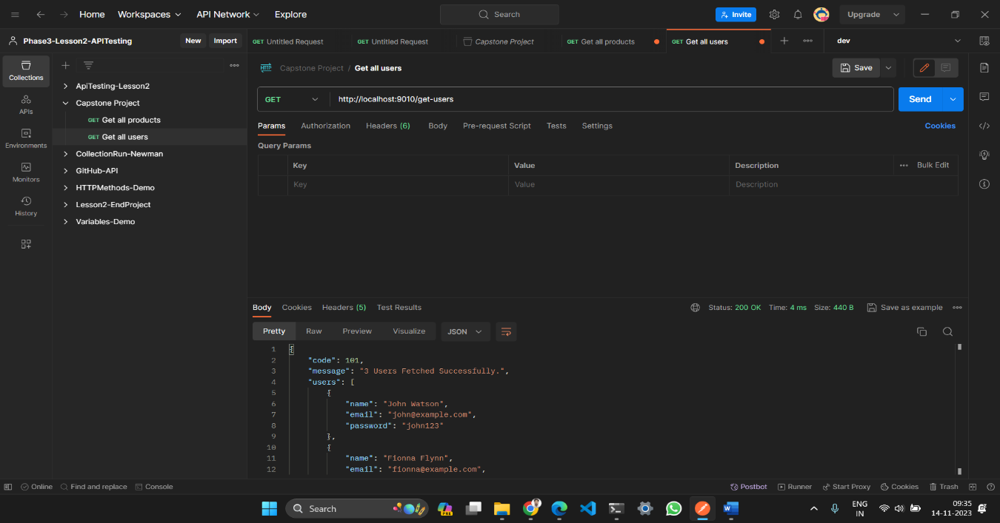 Home Workspaces API Network Explore Search Invite Upgrade
Phase3-Lesson2-APITesting New Import GET Untitled Request GET Untitled Request Capstone Project GET Get all products GET Get all users dev
Collections
APIs
Environments
Monitors
History
ApiTesting-Lesson2
Capstone Project
GET Get all products
GET Get all users
CollectionRun-Newman
GitHub-API
HTTPMethods-Demo
Lesson2-EndProject
Variables-Demo
HTTP Capstone Project / Get all users Save
GET http://localhost:9010/get-users Send
Params Authorization Headers (6) Body Pre-request Script Tests Settings Cookies
Query Params
Key Value Description Bulk Edit
Key Value Description
Body Cookies Headers (5) Test Results Status: 200 OK Time: 4 ms Size: 440 B Save as example
Pretty Raw Preview Visualize JSON
1 {
2 "code": 101,
3 "message": "3 Users Fetched Successfully.",
4 "users": [
5 {
6 "name": "John Watson",
7 "email": "john@example.com",
8 "password": "john123"
9 },
10 {
11 "name": "Fionna Flynn",
12 "email": "fionna@example.com",
Online Find and replace Console Postbot Runner Start Proxy Cookies Trash
Search PRE ENG IN 09:35 14-11-2023